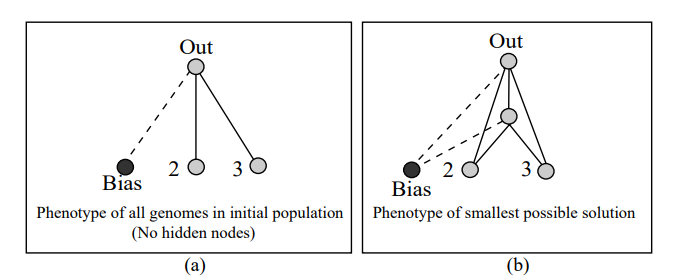 Out
2
3
Bias
Phenotype of all genomes in initial population
(No hidden nodes)
(a)
Out
2
3
Bias
Phenotype of smallest possible solution
(b)